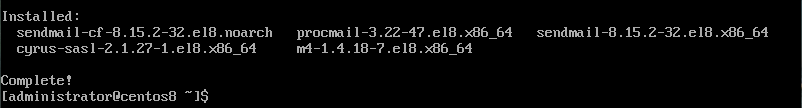 Installed:
sendmail-cf-8.15.2-32.el8.noarch procmail-3.22-47.el8.x86_64 sendmail-8.15.2-32.el8.x86_64
cyrus-sasl-2.1.27-1.el8.x86_64 m4-1.4.18-7.el8.x86_64
Complete!
[administrator@centos8 ~]$